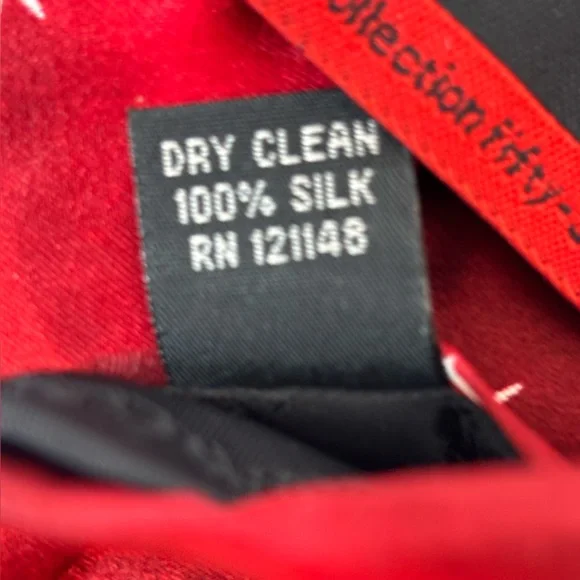 DRY CLEAN
100% SILK
RN 121148
ollection fifty-